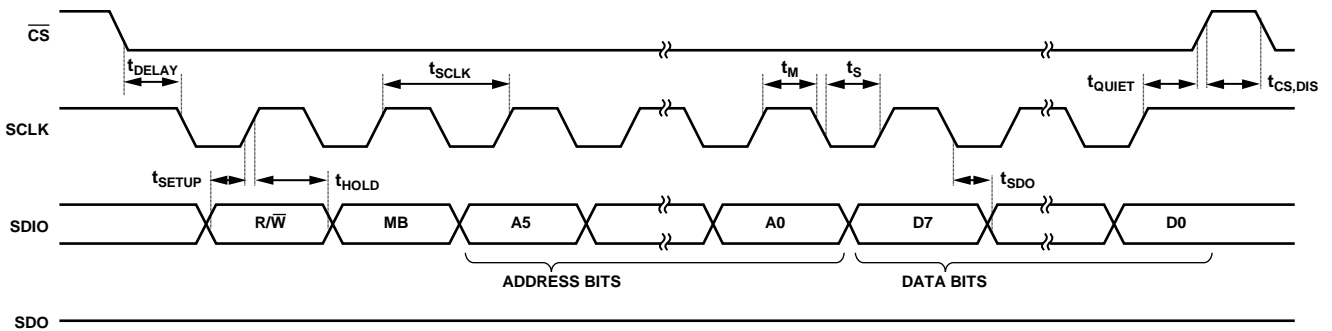 CS
tDELAY
tSCLK
tM
tS
tQUIET
tCS,DIS
SCLK
tSETUP
tHOLD
tSDO
SDIO
R/W
MB
A5
A0
D7
D0
ADDRESS BITS
DATA BITS
SDO